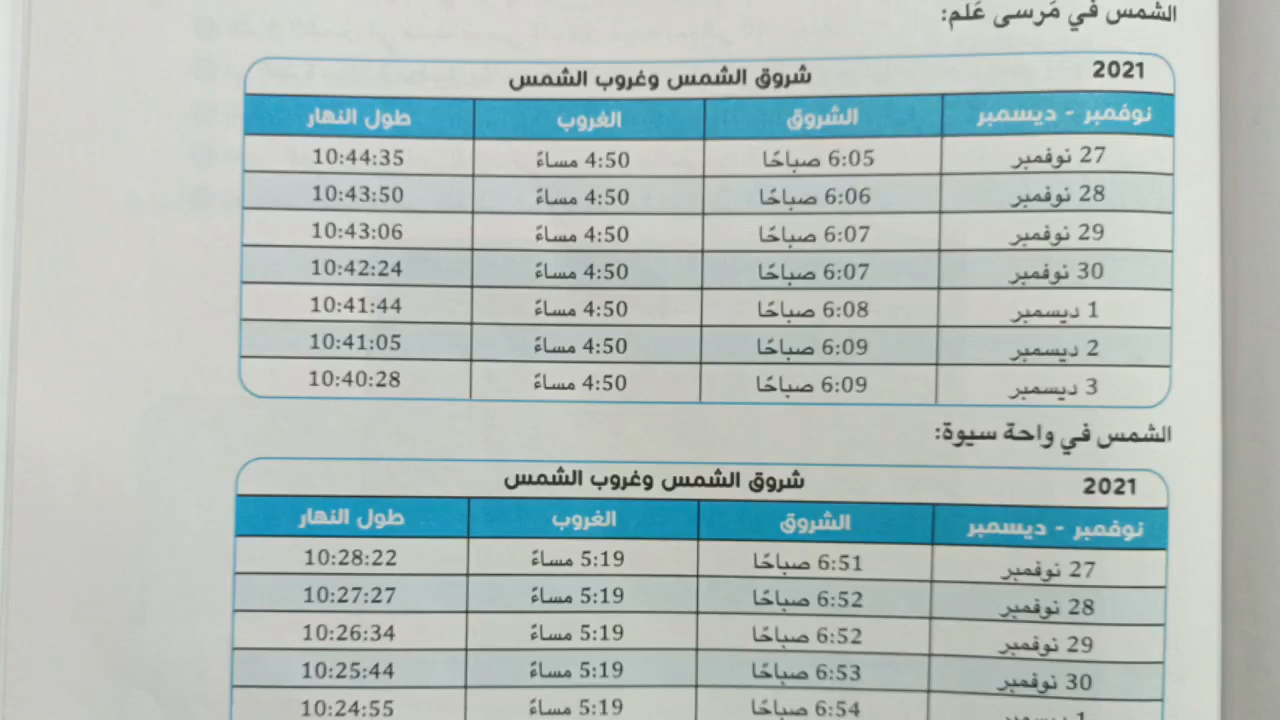 الشمس في مَرسى عَلَم:
2021 شروق الشمس وغروب الشمس
نوفمبر - ديسمبر الشروق الغروب طول النهار
27 نوفمبر 6:05 صباحًا 4:50 مساءً 10:44:35
28 نوفمبر 6:06 صباحًا 4:50 مساءً 10:43:50
29 نوفمبر 6:07 صباحًا 4:50 مساءً 10:43:06
30 نوفمبر 6:07 صباحًا 4:50 مساءً 10:42:24
1 ديسمبر 6:08 صباحًا 4:50 مساءً 10:41:44
2 ديسمبر 6:09 صباحًا 4:50 مساءً 10:41:05
3 ديسمبر 6:09 صباحًا 4:50 مساءً 10:40:28
الشمس في واحة سيوة:
2021 شروق الشمس وغروب الشمس
نوفمبر - ديسمبر الشروق الغروب طول النهار
27 نوفمبر 6:51 صباحًا 5:19 مساءً 10:28:22
28 نوفمبر 6:52 صباحًا 5:19 مساءً 10:27:27
29 نوفمبر 6:52 صباحًا 5:19 مساءً 10:26:34
30 نوفمبر 6:53 صباحًا 5:19 مساءً 10:25:44
6:54 صباحًا 5:19 مساءً 10:24:55